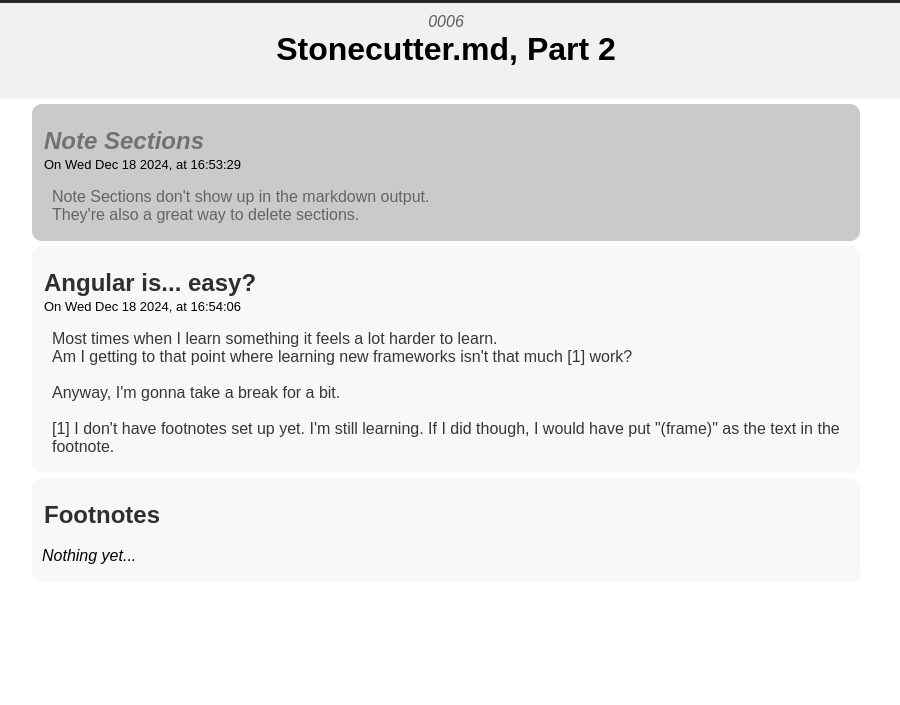 0006
Stonecutter.md, Part 2
Note Sections
On Wed Dec 18 2024, at 16:53:29
Note Sections don't show up in the markdown output.
They're also a great way to delete sections.
Angular is... easy?
On Wed Dec 18 2024, at 16:54:06
Most times when I learn something it feels a lot harder to learn.
Am I getting to that point where learning new frameworks isn't that much [1] work?
Anyway, I'm gonna take a break for a bit.
[1] I don't have footnotes set up yet. I'm still learning. If I did though, I would have put "(frame)" as the text in the
footnote.
Footnotes
Nothing yet...